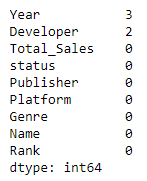 Year 3
Developer 2
Total_Sales 0
status 0
Publisher 0
Platform 0
Genre 0
Name 0
Rank 0
dtype: int64